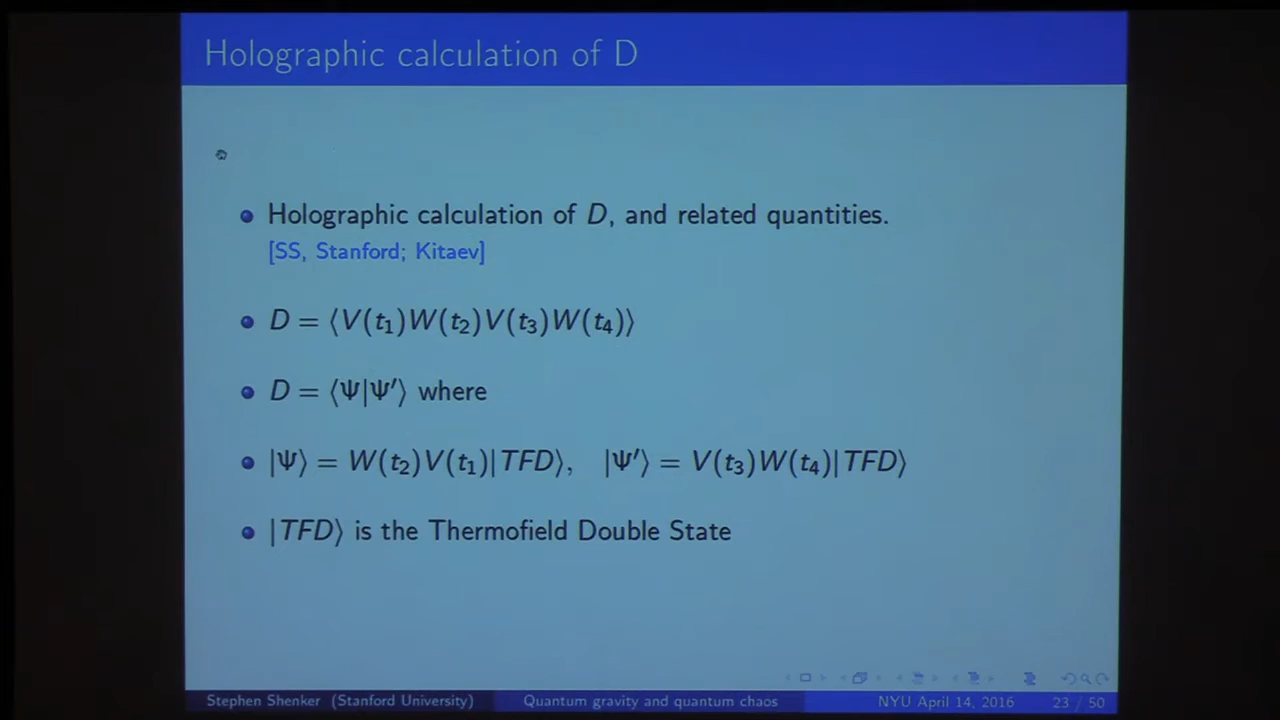 Holographic calculation of D
Holographic calculation of D, and related quantities.
[SS, Stanford; Kitaev]
D = ⟨V(t₁)W(t₂)V(t₃)W(t₄)⟩
D = ⟨Ψ|Ψ′⟩ where
|Ψ⟩ = W(t₂)V(t₁)|TFD⟩, |Ψ′⟩ = V(t₃)W(t₄)|TFD⟩
|TFD⟩ is the Thermofield Double State
Stephen Shenker (Stanford University) Quantum gravity and quantum chaos NYU April 14, 2016 23 / 50